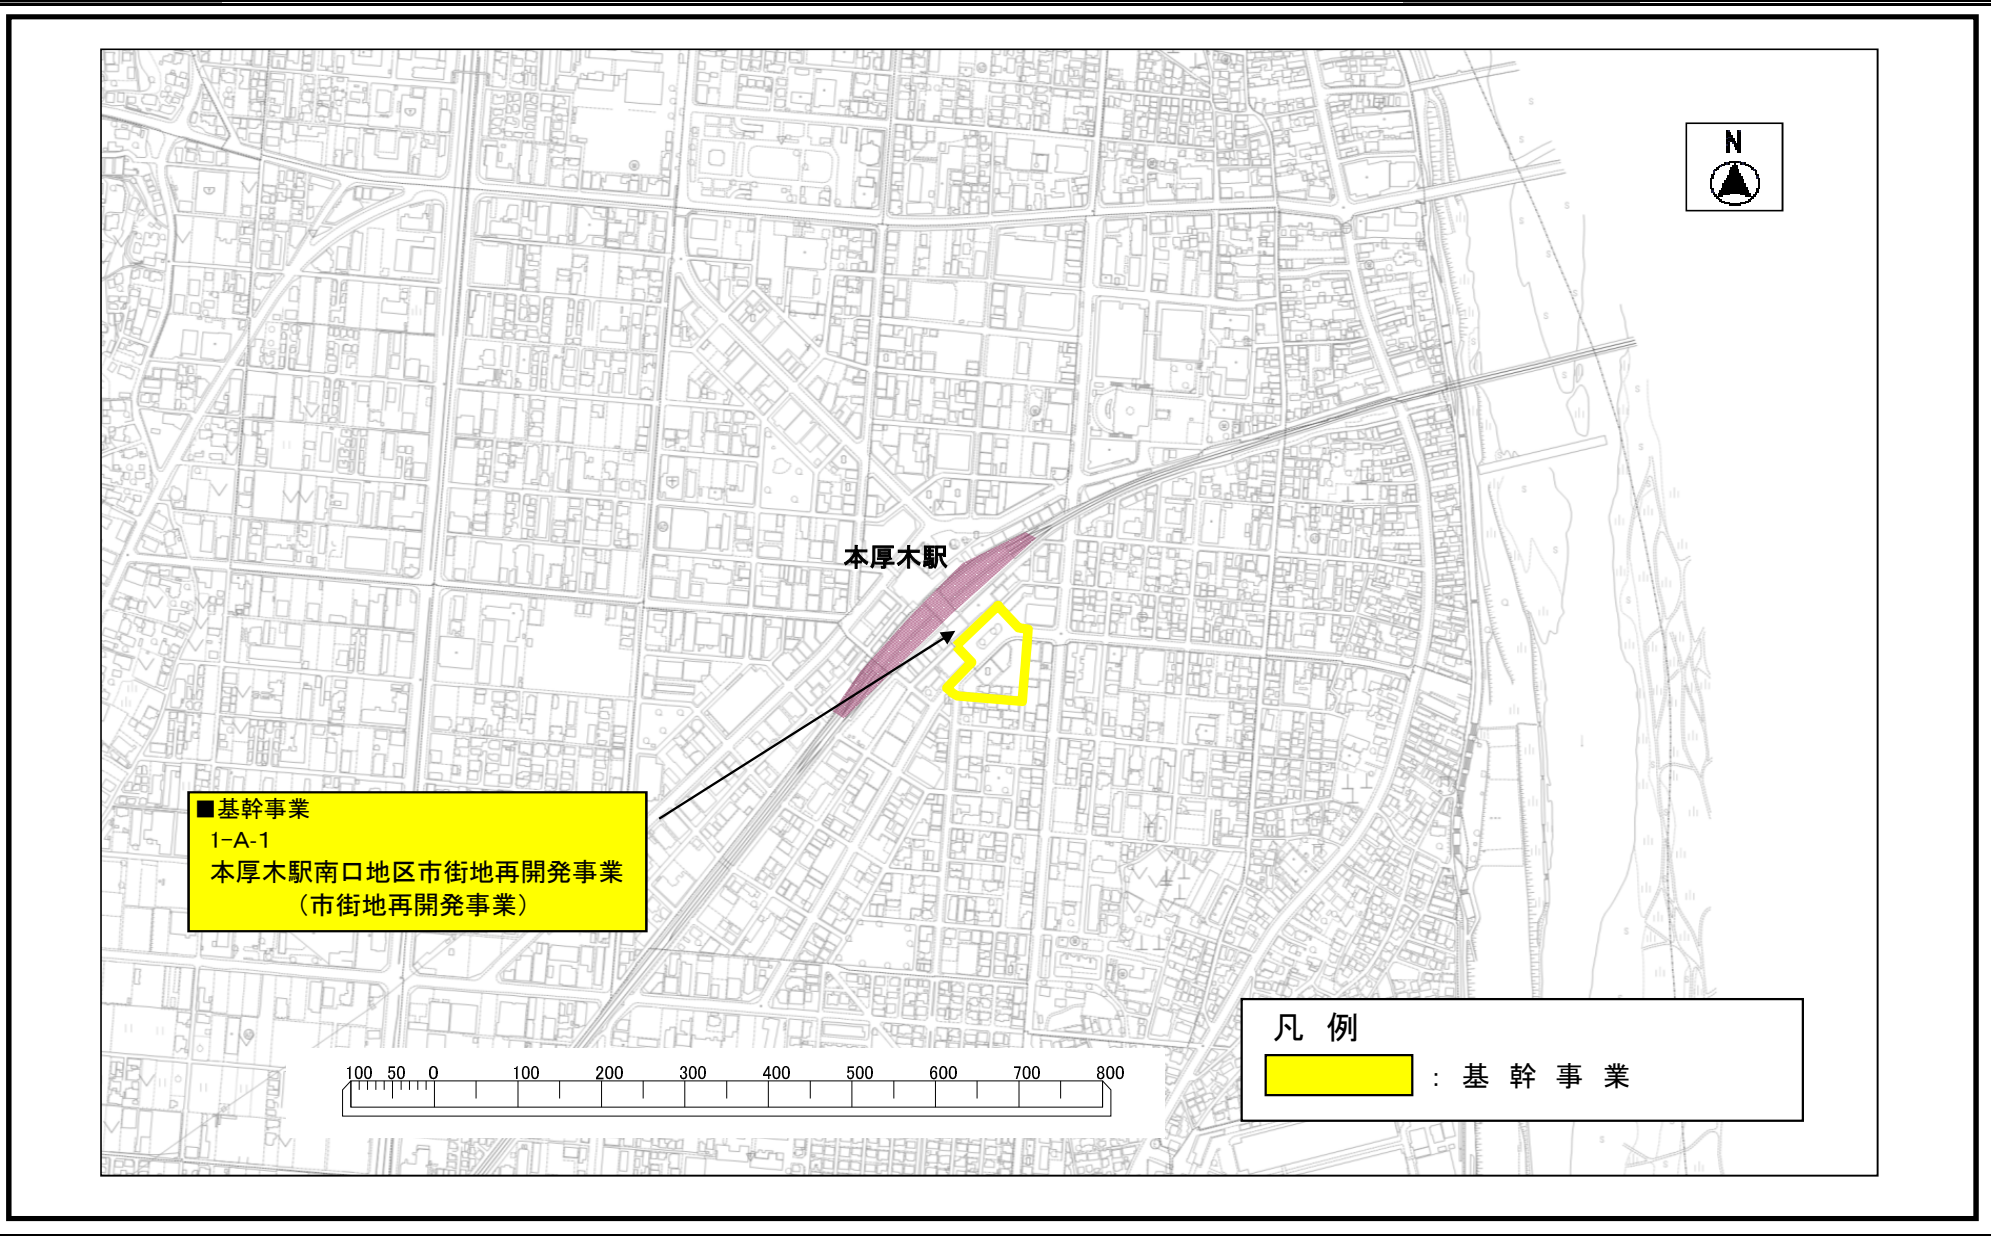 N
本厚木駅
■基幹事業
1-A-1
本厚木駅南口地区市街地再開発事業
（市街地再開発事業）
100 50 0 100 200 300 400 500 600 700 800
凡 例
： 基 幹 事 業